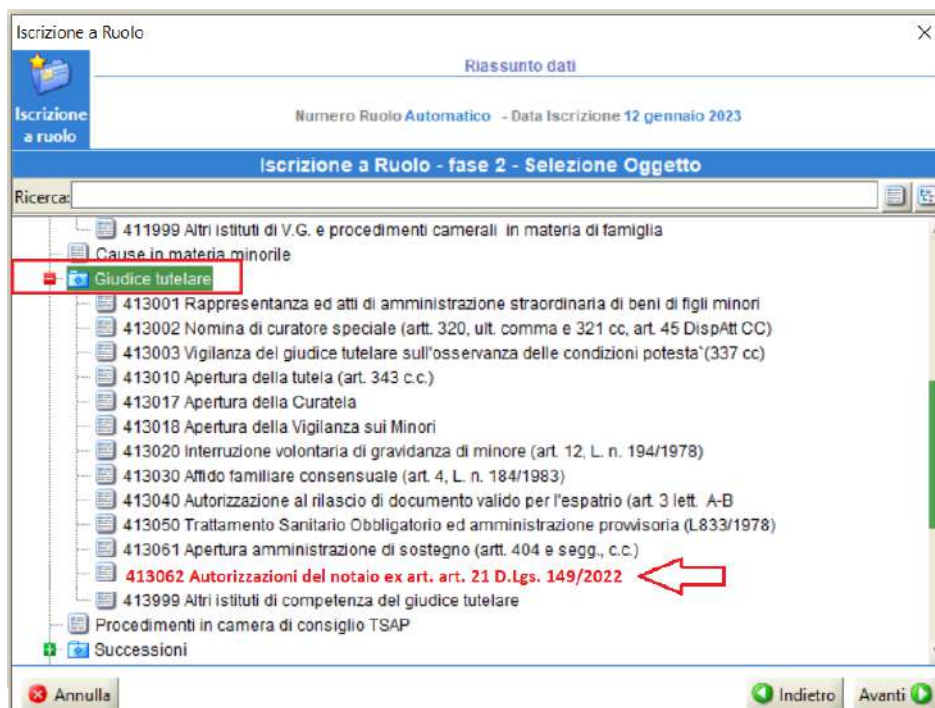 Iscrizione a Ruolo
Riassunto dati
Iscrizione
a ruolo
Numero Ruolo Automatico - Data Iscrizione 12 gennaio 2023
Iscrizione a Ruolo - fase 2 - Selezione Oggetto
Ricerca:
411999 Altri istituti di V.G. e procedimenti camerali in materia di famiglia
Cause in materia minorile
Giudice tutelare
413001 Rappresentanza ed atti di amministrazione straordinaria di beni di figli minori
413002 Nomina di curatore speciale (artt. 320, ult. comma e 321 cc, art. 45 DispAtt CC)
413003 Vigilanza del giudice tutelare sull'osservanza delle condizioni potesta`(337 cc)
413010 Apertura della tutela (art. 343 c.c.)
413017 Apertura della Curatela
413018 Apertura della Vigilanza sui Minori
413020 Interruzione volontaria di gravidanza di minore (art. 12, L. n. 194/1978)
413030 Affido familiare consensuale (art. 4, L. n. 184/1983)
413040 Autorizzazione al rilascio di documento valido per l'espatrio (art. 3 lett. A-B
413050 Trattamento Sanitario Obbligatorio ed amministrazione provvisoria (L833/1978)
413061 Apertura amministrazione di sostegno (artt. 404 e segg., c.c.)
413062 Autorizzazioni del notaio ex art. art. 21 D.Lgs. 149/2022
413999 Altri istituti di competenza del giudice tutelare
Procedimenti in camera di consiglio TSAP
Successioni
Annulla
Indietro
Avanti